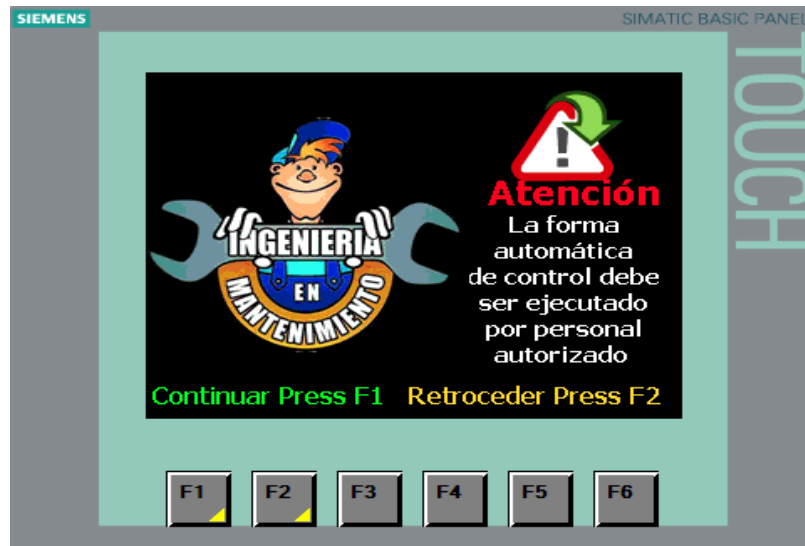 SIEMENS
SIMATIC BASIC PANEL
TOUCH
INGENIERIA
EN
MANTENIMIENTO
Atención
La forma
automática
de control debe
ser ejecutado
por personal
autorizado
Continuar Press F1 Retroceder Press F2
F1 F2 F3 F4 F5 F6